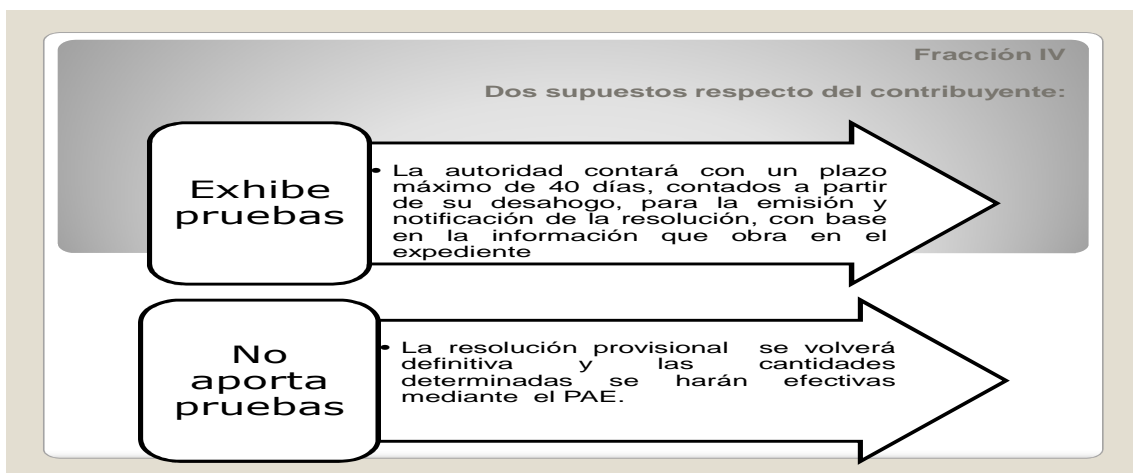 Fracción IV
Dos supuestos respecto del contribuyente:
Exhibe
pruebas
• La autoridad contará con un plazo
máximo de 40 días, contados a partir
de su desahogo, para la emisión y
notificación de la resolución, con base
en la información que obra en el
expediente
No
aporta
pruebas
• La resolución provisional se volverá
definitiva y las cantidades
determinadas se harán efectivas
mediante el PAE.